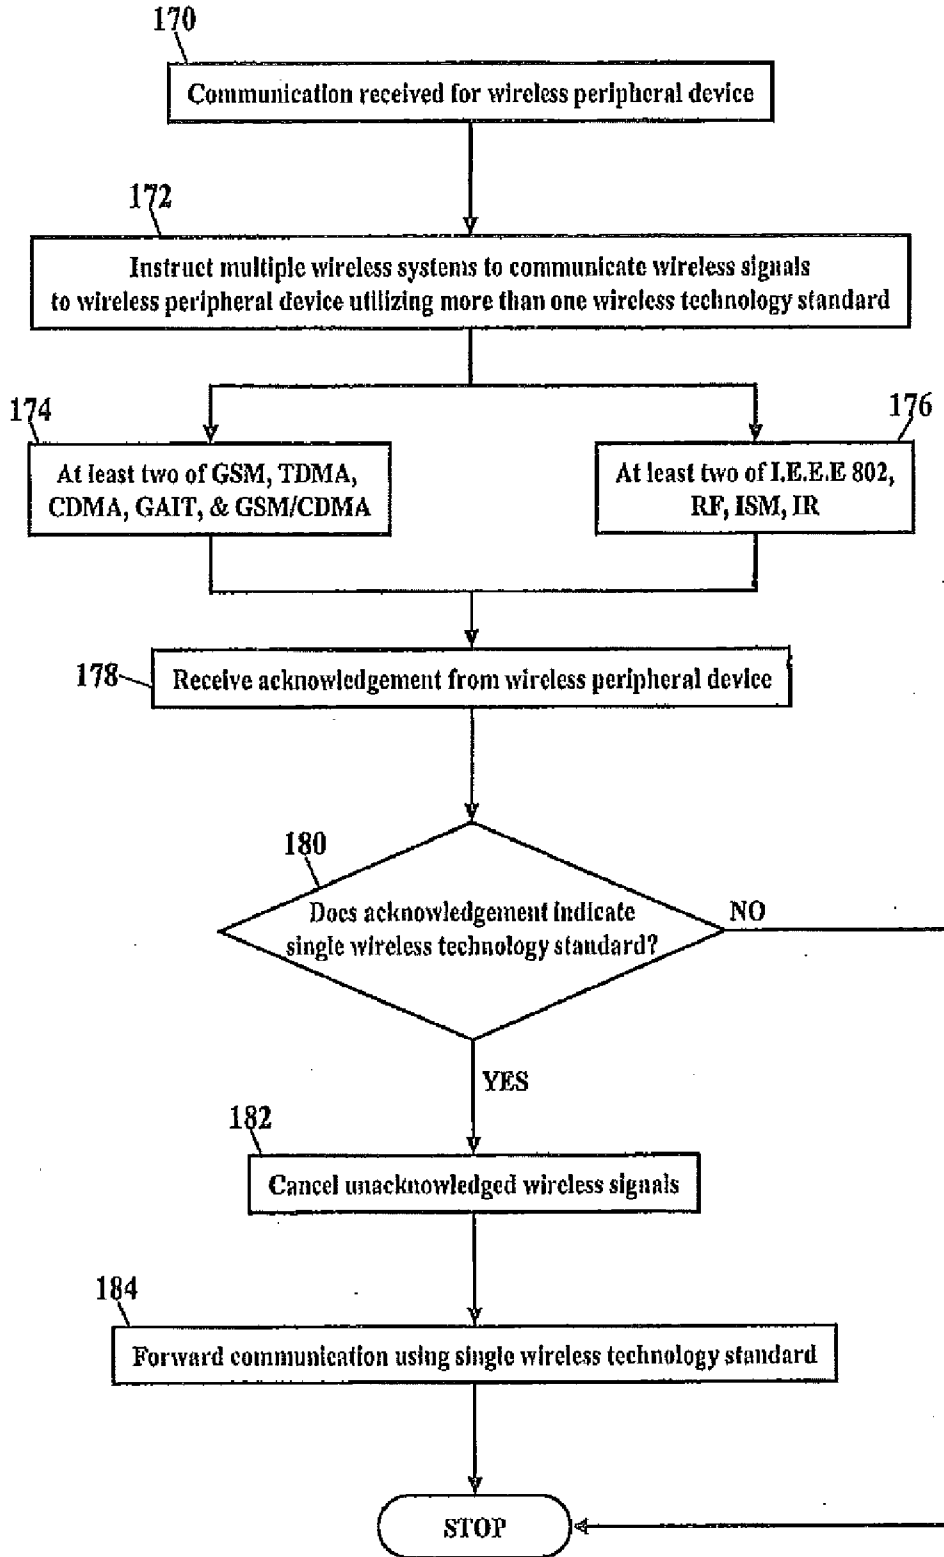 170
Communication received for wireless peripheral device
172
Instruct multiple wireless systems to communicate wireless signals
to wireless peripheral device utilizing more than one wireless technology standard
174
At least two of GSM, TDMA,
CDMA, GAIT, & GSM/CDMA
176
At least two of I.E.E.E 802,
RF, ISM, IR
178
Receive acknowledgement from wireless peripheral device
180
Does acknowledgement indicate
single wireless technology standard?
NO
YES
182
Cancel unacknowledged wireless signals
184
Forward communication using single wireless technology standard
STOP